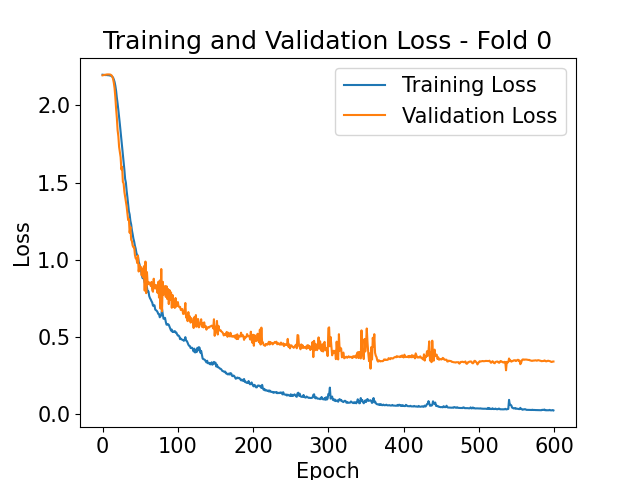 Training and Validation Loss - Fold 0
Training Loss
Validation Loss
Loss
2.0
1.5
1.0
0.5
0.0
0 100 200 300 400 500 600
Epoch